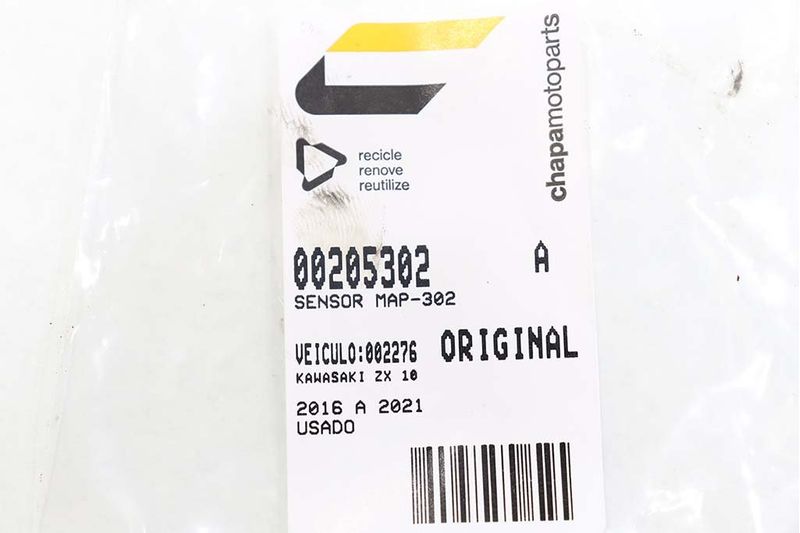 chapamotoparts
recicle
renove
reutilize
00205302 A
SENSOR MAP-302
VEICULO:002276 ORIGINAL
KAWASAKI ZX 10
2016 A 2021
USADO